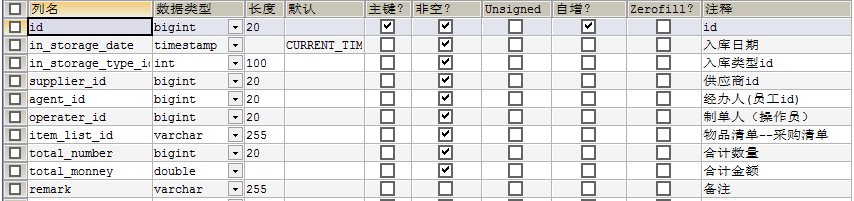 列名 数据类型 长度 默认 主键? 非空? Unsigned 自增? Zerofill? 注释
id bigint 20 id
in_storage_date timestamp CURRENT_TIM 入库日期
in_storage_type_i int 100 入库类型id
supplier_id bigint 20 供应商id
agent_id bigint 20 经办人(员工id)
operater_id bigint 20 制单人（操作员）
item_list_id varchar 255 物品清单--采购清单
total_number bigint 20 合计数量
total_monney double 合计金额
remark varchar 255 备注